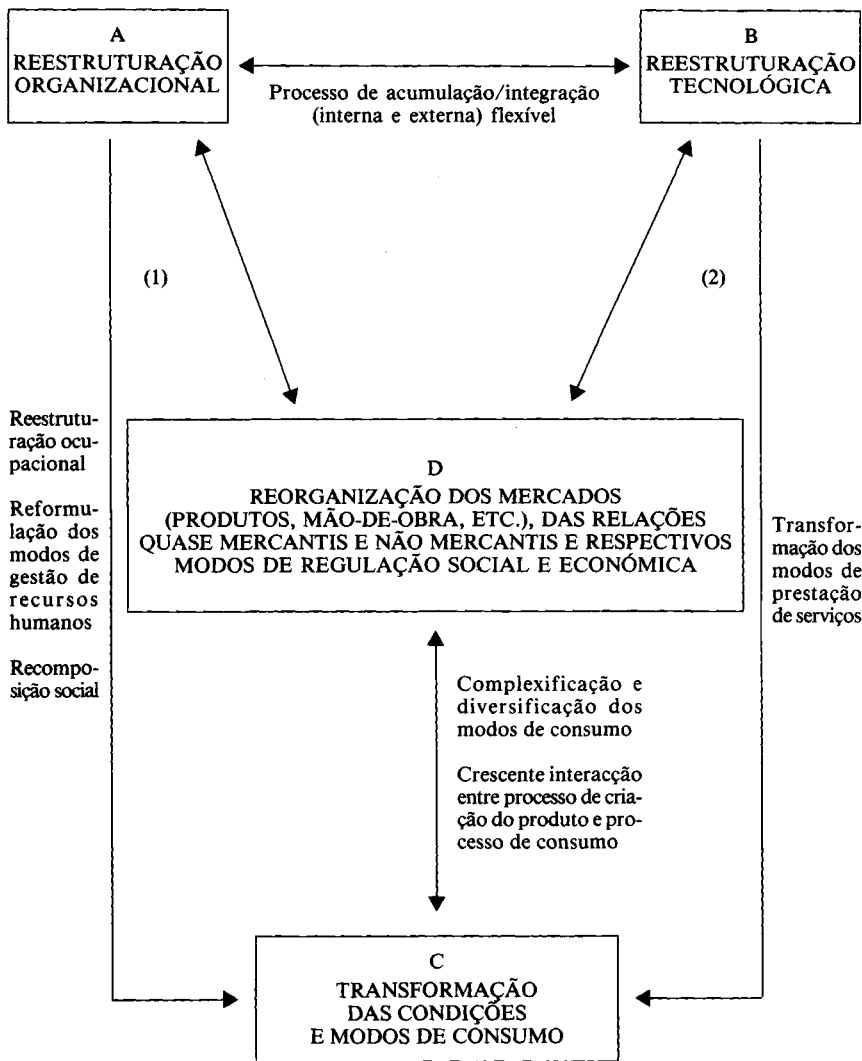 A
REESTRUTURAÇÃO
ORGANIZACIONAL
B
REESTRUTURAÇÃO
TECNOLÓGICA
Processo de acumulação/integração
(interna e externa) flexível
(1)
(2)
Reestrutu-
ração ocu-
pacional
Reformu-
lação dos
modos de
gestão de
recursos
humanos
Recompo-
sição social
D
REORGANIZAÇÃO DOS MERCADOS
(PRODUTOS, MÃO-DE-OBRA, ETC.), DAS RELAÇÕES
QUASE MERCANTIS E NÃO MERCANTIS E RESPECTIVOS
MODOS DE REGULAÇÃO SOCIAL E ECONÓMICA
Transfor-
mação dos
modos de
prestação
de serviços
Complexificação e
diversificação dos
modos de consumo
Crescente interacção
entre processo de cria-
ção do produto e pro-
cesso de consumo
C
TRANSFORMAÇÃO
DAS CONDIÇÕES
E MODOS DE CONSUMO